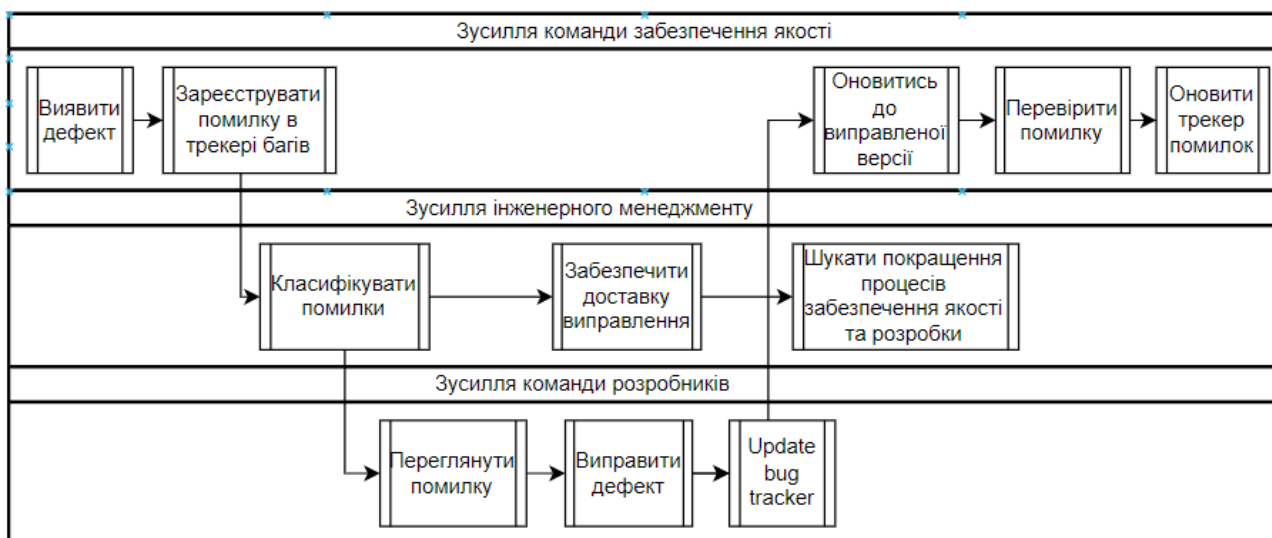 Зусилля команди забезпечення якості
Виявити
дефект
Зареєструвати
помилку в
трекері багів
Оновитись
до
виправленої
версії
Перевірити
помилку
Оновити
трекер
помилок
Зусилля інженерного менеджменту
Класифікувати
помилки
Забезпечити
доставку
виправлення
Шукати покращення
процесів
забезпечення якості
та розробки
Зусилля команди розробників
Переглянути
помилку
Виправити
дефект
Update
bug
tracker